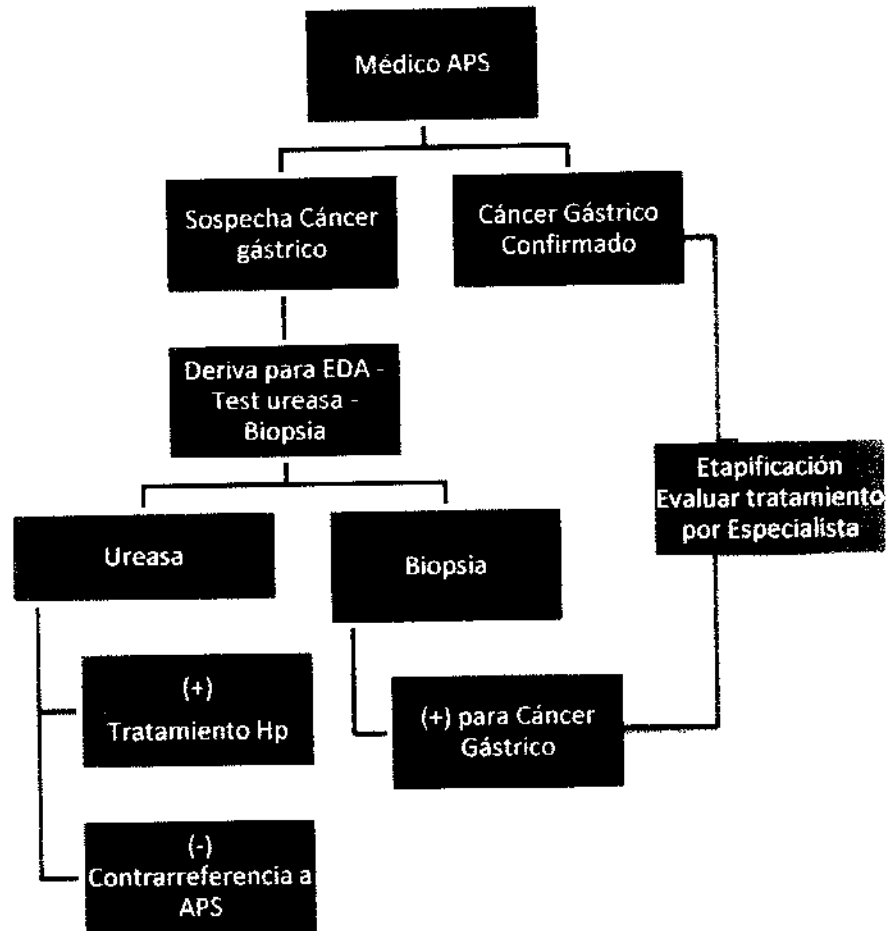 Médico APS
Sospecha Cáncer
gástrico
Cáncer Gástrico
Confirmado
Deriva para EDA -
Test ureasa -
Biopsia
Etapificación
Evaluar tratamiento
por Especialista
Ureasa
Biopsia
(+)
Tratamiento Hp
(+) para Cáncer
Gástrico
(-)
Contrarreferencia a
APS